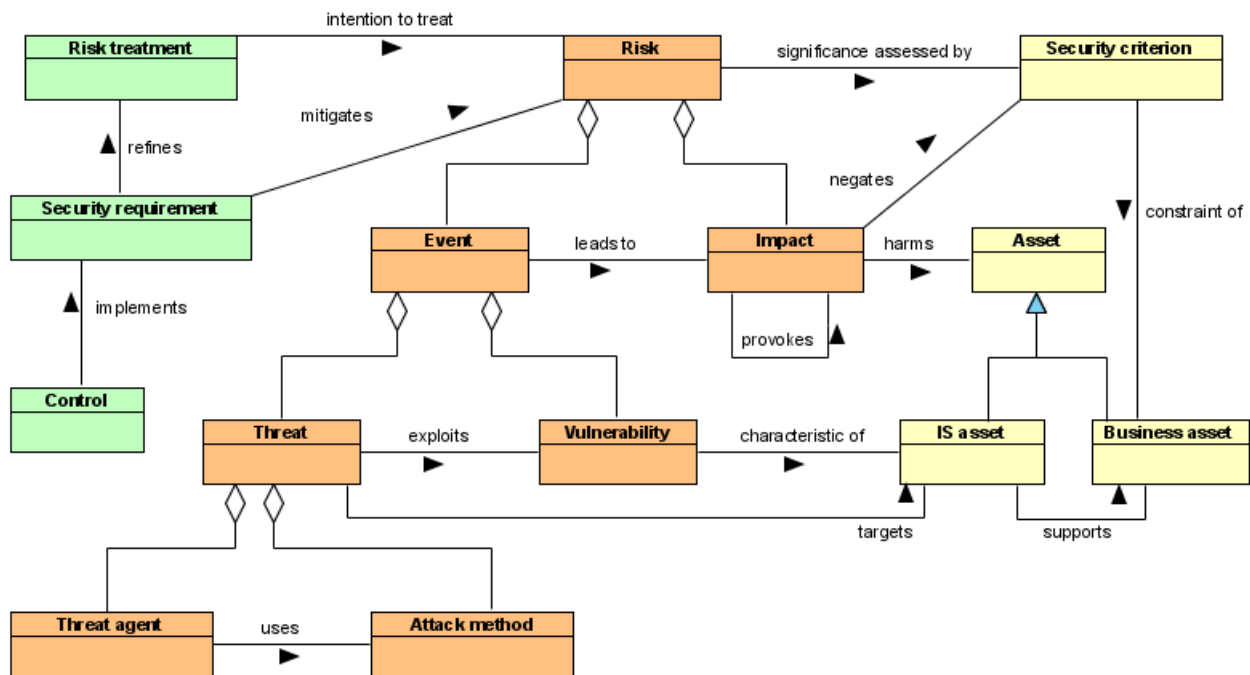 intention to treat
Risk treatment
Risk
significance assessed by
Security criterion
mitigates
refines
negates
Security requirement
constraint of
Event
leads to
Impact
harms
Asset
implements
provokes
Control
Threat
exploits
Vulnerability
characteristic of
IS asset
Business asset
targets
supports
Threat agent
uses
Attack method